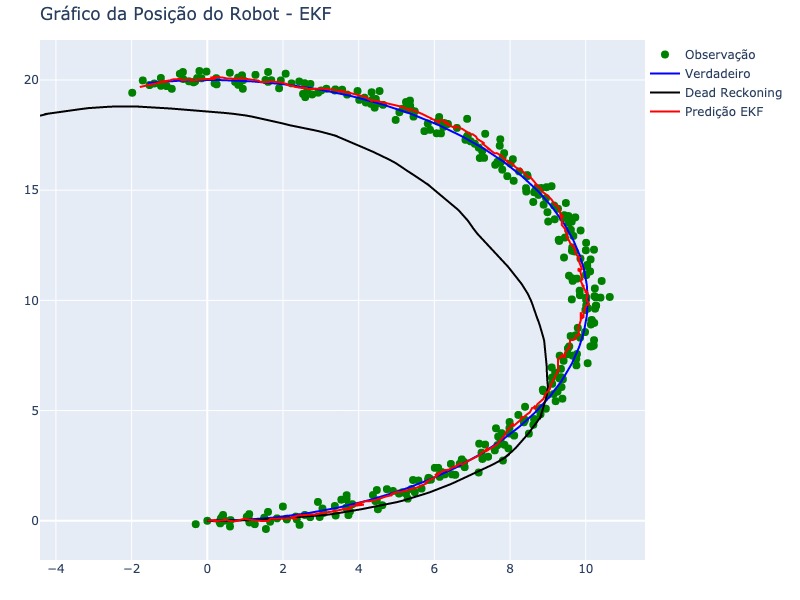 Gráfico da Posição do Robot - EKF
Observação
Verdadeiro
Dead Reckoning
Predição EKF
20
15
10
5
0
−4
−2
0
2
4
6
8
10